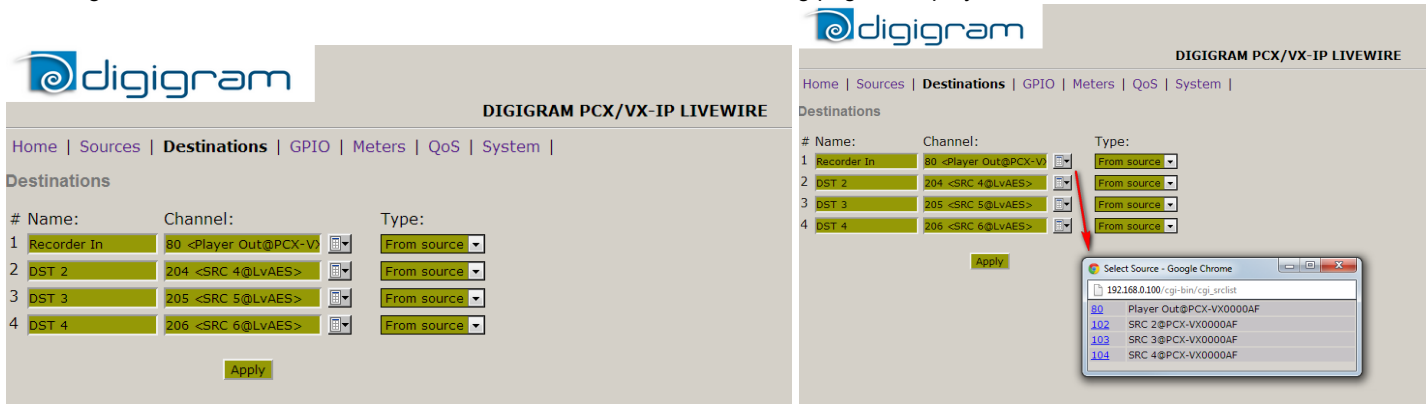 digigram
DIGIGRAM PCX/VX-IP LIVEWIRE
Home | Sources | Destinations | GPIO | Meters | QoS | System |
Destinations
# Name: Channel: Type:
1 Recorder In 80 <Player Out@PCX-VX From source
2 DST 2 204 <SRC 4@LvAES> From source
3 DST 3 205 <SRC 5@LvAES> From source
4 DST 4 206 <SRC 6@LvAES> From source
Apply
digigram
DIGIGRAM PCX/VX-IP LIVEWIRE
Home | Sources | Destinations | GPIO | Meters | QoS | System |
Destinations
# Name: Channel: Type:
1 Recorder In 80 <Player Out@PCX-VX From source
2 DST 2 204 <SRC 4@LvAES> From source
3 DST 3 205 <SRC 5@LvAES> From source
4 DST 4 206 <SRC 6@LvAES> From source
Apply
Select Source - Google Chrome
192.168.0.100/cgi-bin/cgi_srclist
80 Player Out@PCX-VX0000AF
102 SRC 2@PCX-VX0000AF
103 SRC 3@PCX-VX0000AF
104 SRC 4@PCX-VX0000AF